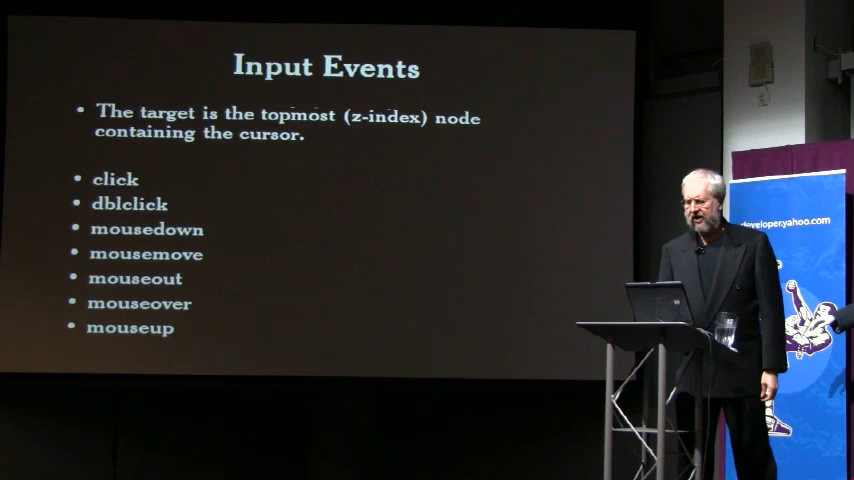 Input Events
• The target is the topmost (z-index) node
containing the cursor.
• click
• dblclick
• mousedown
• mousemove
• mouseout
• mouseover
• mouseup
developer.yahoo.com